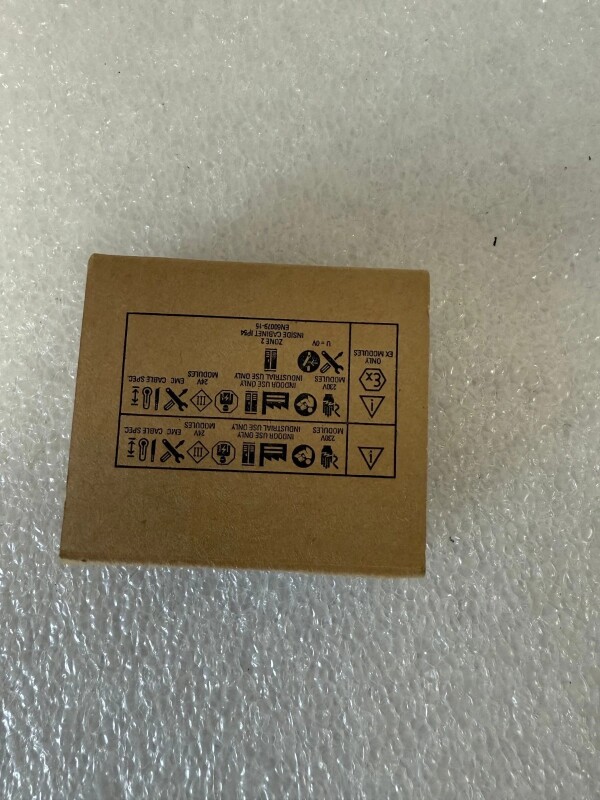 230V MODULES
INDOOR USE ONLY
INDUSTRIAL USE ONLY
24V MODULES
EMC
CABLE SPEC.
EX MODULES ONLY
230V MODULES
INDOOR USE ONLY
INDUSTRIAL USE ONLY
24V MODULES
EMC
CABLE SPEC.
U = 0V
ZONE 2
INSIDE CABINET IP54
EN60079-15